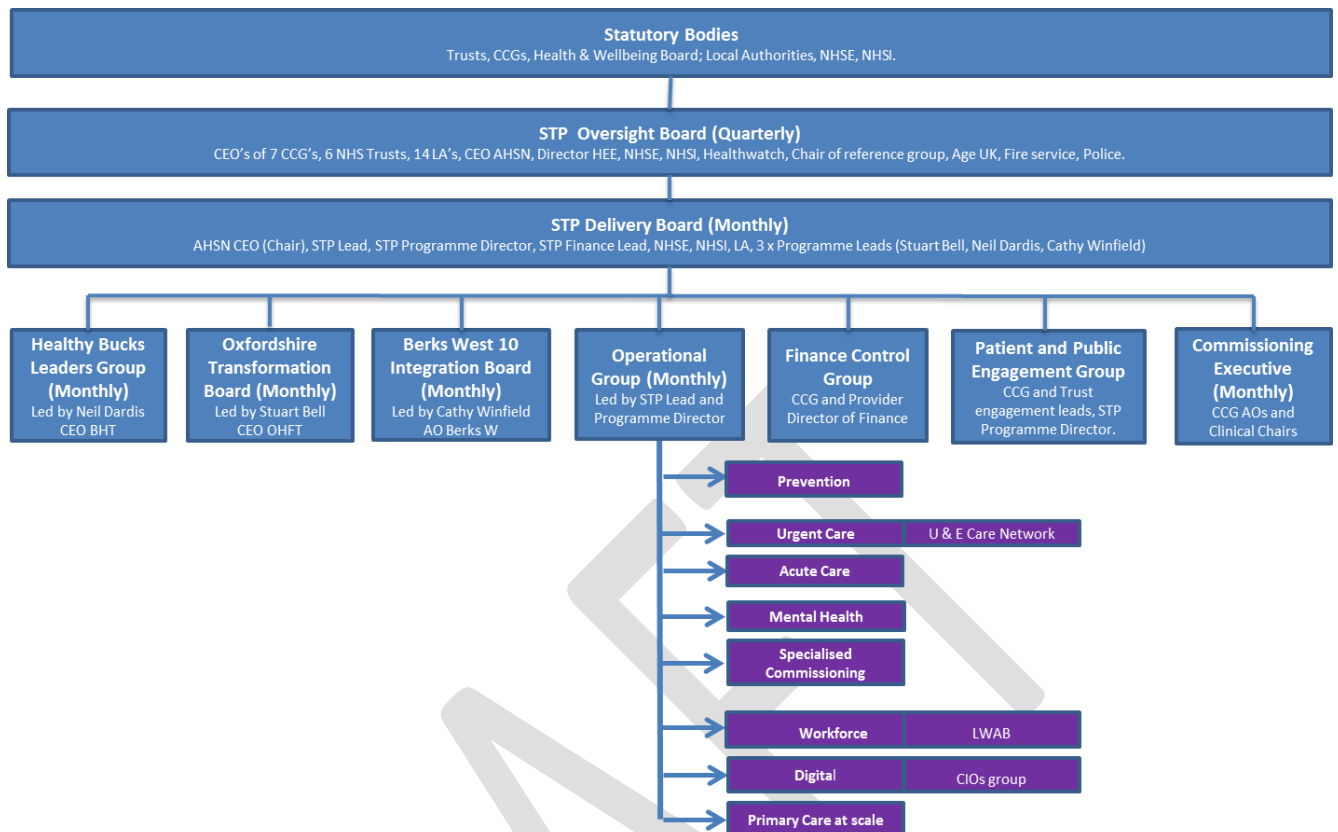 Statutory Bodies
Trusts, CCGs, Health & Wellbeing Board; Local Authorities, NHSE, NHSI.
STP Oversight Board (Quarterly)
CEO's of 7 CCG's, 6 NHS Trusts, 14 LA's, CEO AHSN, Director HEE, NHSE, NHSI, Healthwatch, Chair of reference group, Age UK, Fire service, Police.
STP Delivery Board (Monthly)
AHSN CEO (Chair), STP Lead, STP Programme Director, STP Finance Lead, NHSE, NHSI, LA, 3 x Programme Leads (Stuart Bell, Neil Dardis, Cathy Winfield)
Healthy Bucks
Leaders Group
(Monthly)
Led by Neil Dardis
CEO BHT
Oxfordshire
Transformation
Board (Monthly)
Led by Stuart Bell
CEO OHFT
Berks West 10
Integration Board
(Monthly)
Led by Cathy Winfield
AO Berks W
Operational
Group (Monthly)
Led by STP Lead and
Programme Director
Finance Control
Group
CCG and Provider
Director of Finance
Patient and Public
Engagement Group
CCG and Trust
engagement leads, STP
Programme Director.
Commissioning
Executive
(Monthly)
CCG AOs and
Clinical Chairs
Prevention
Urgent Care
U & E Care Network
Acute Care
Mental Health
Specialised
Commissioning
Workforce
LWAB
Digital
CIOs group
Primary Care at scale